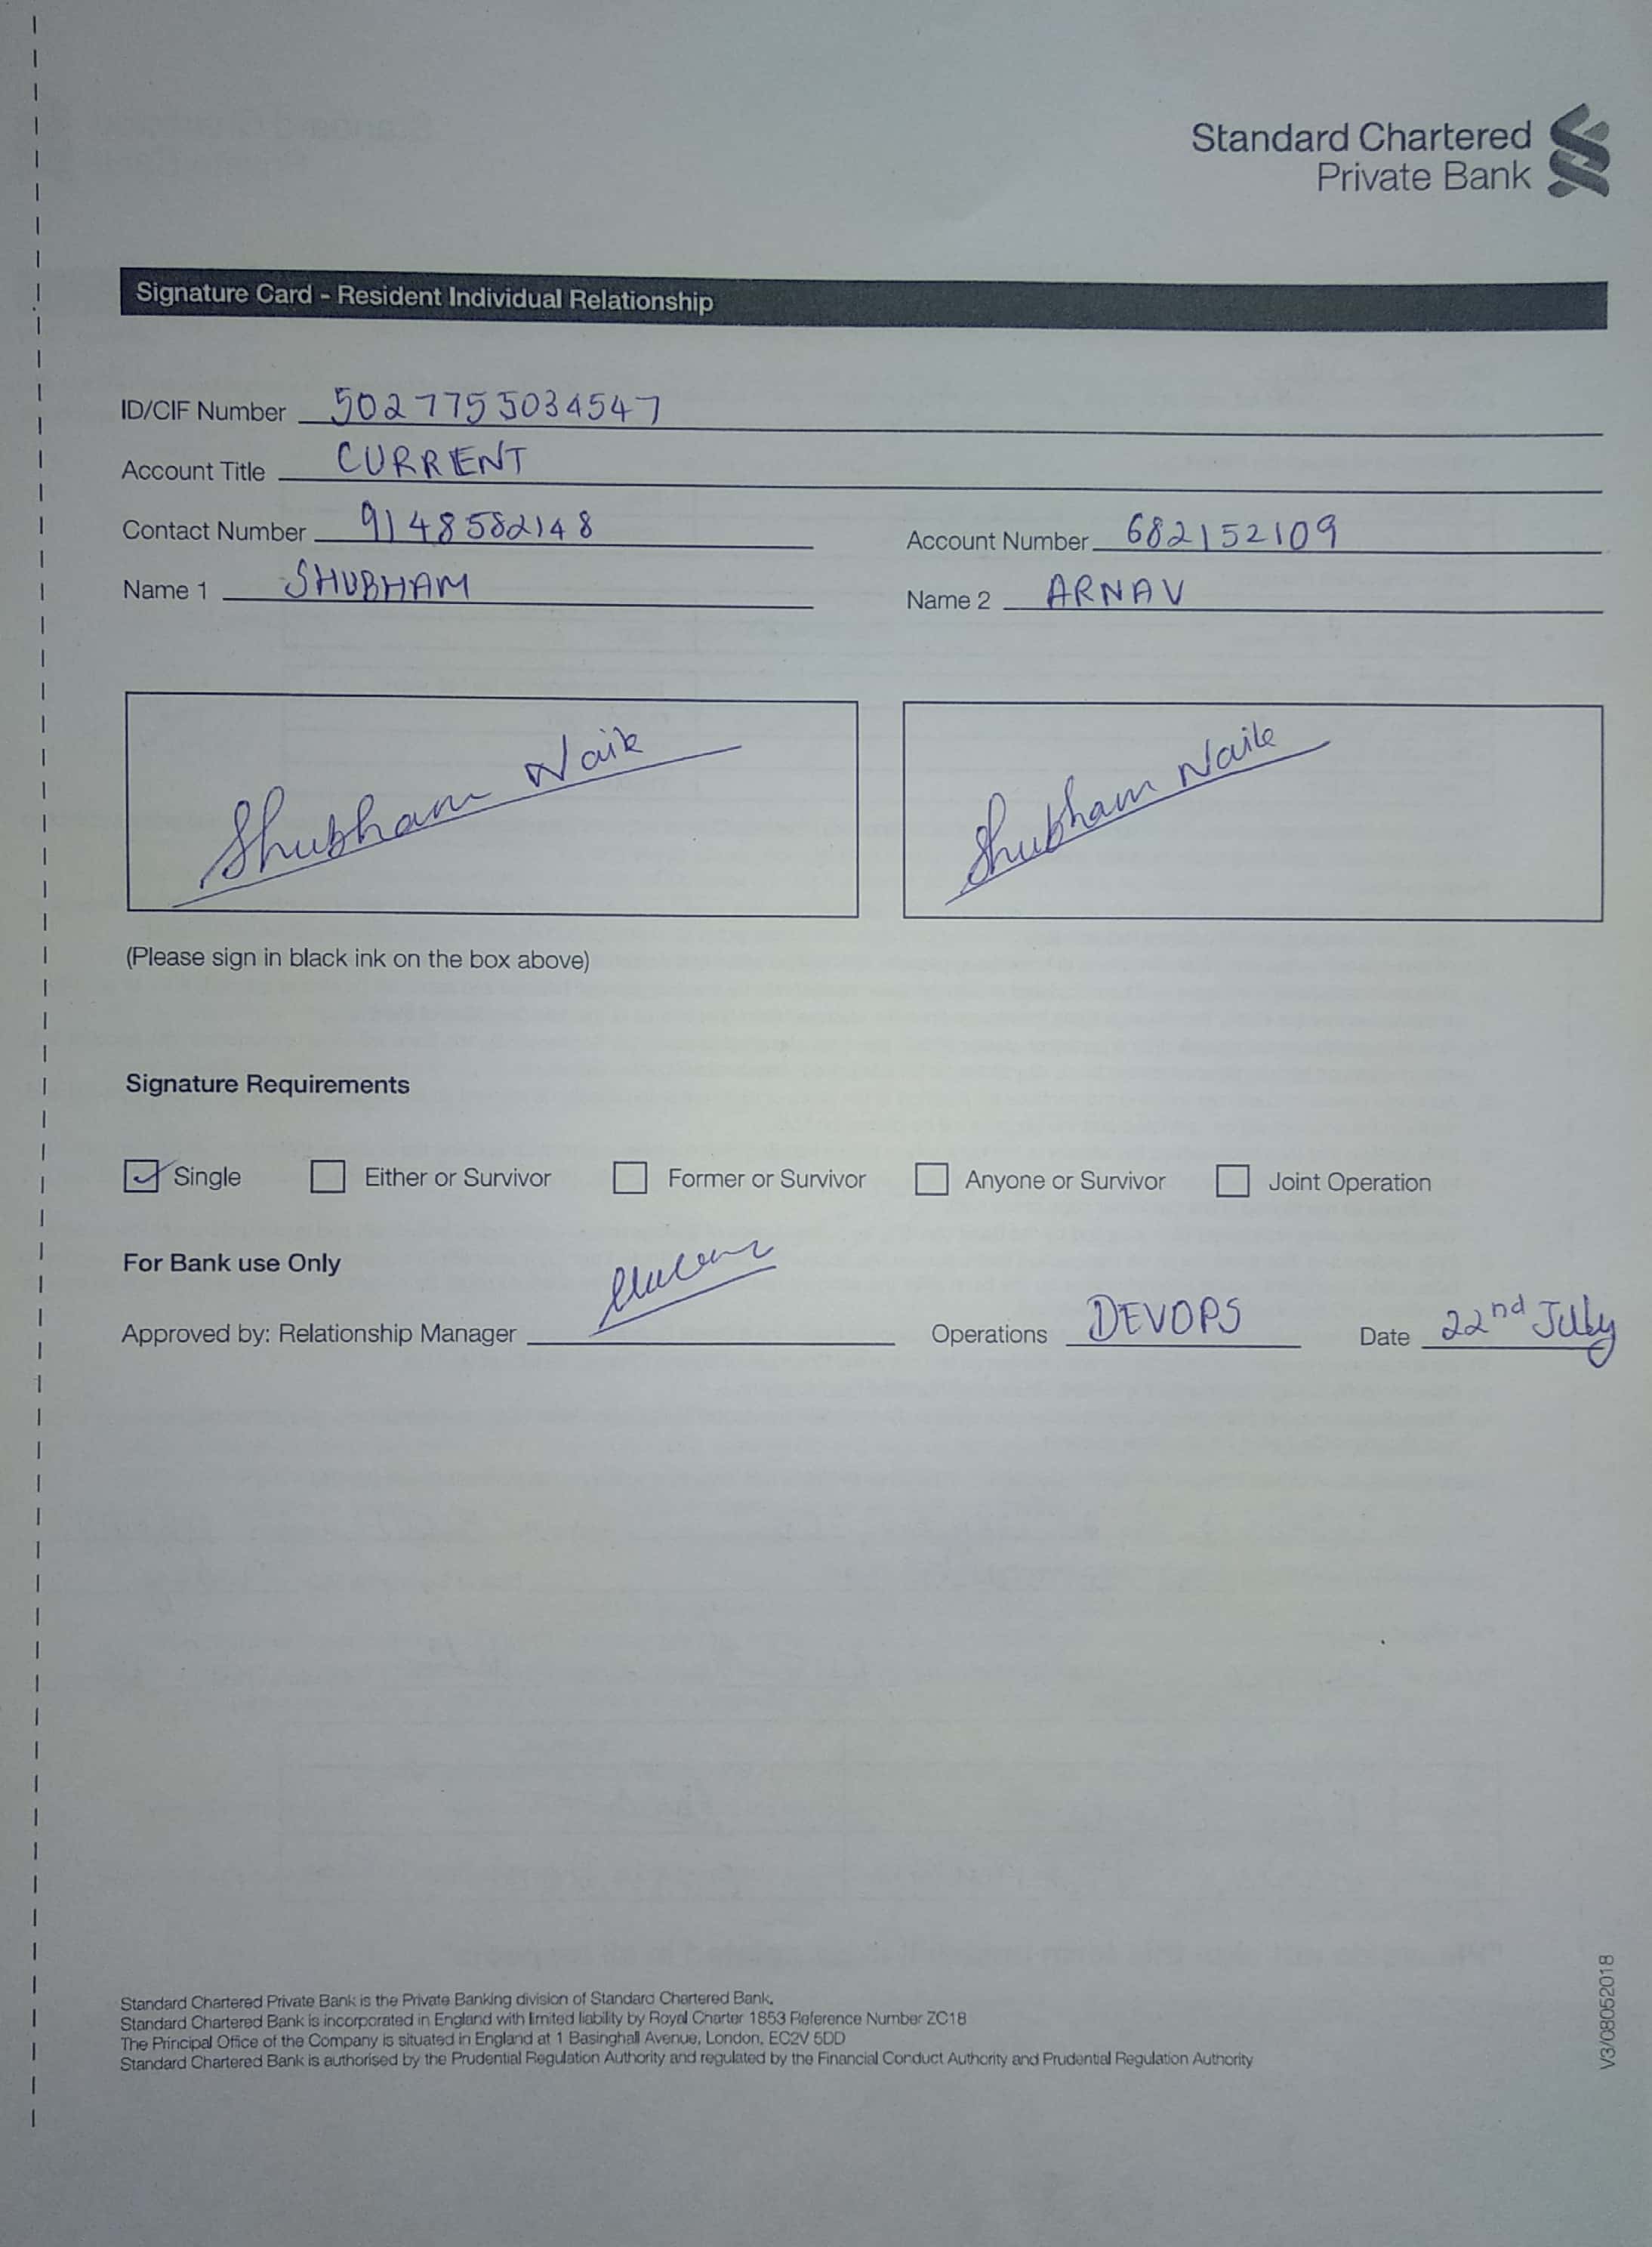 Standard Chartered
Private Bank
Signature Card - Resident Individual Relationship
ID/CIF Number 5027755034547
Account Title CURRENT
Contact Number 9148582148 Account Number 682152109
Name 1 SHUBHAM Name 2 ARNAV
Shubham Naik Shubham Naik
(Please sign in black ink on the box above)
Signature Requirements
Single Either or Survivor Former or Survivor Anyone or Survivor Joint Operation
For Bank use Only
Approved by: Relationship Manager Operations DEVOPS Date 22nd July
Standard Chartered Private Bank is the Private Banking division of Standard Chartered Bank.
Standard Chartered Bank is incorporated in England with limited liability by Royal Charter 1853 Reference Number ZC18
The Principal Office of the Company is situated in England at 1 Basinghall Avenue, London, EC2V 5DD
Standard Chartered Bank is authorised by the Prudential Regulation Authority and regulated by the Financial Conduct Authority and Prudential Regulation Authority
V3/08052018